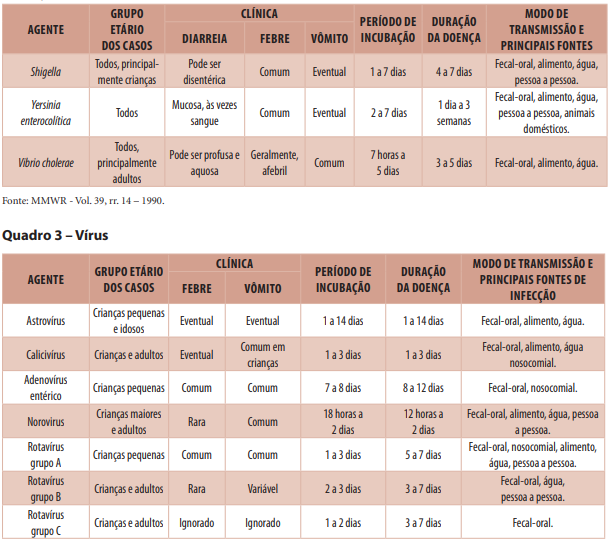 AGENTE
GRUPO
ETÁRIO
DOS CASOS
CLÍNICA
DIARREIA
FEBRE
VÔMITO
PERÍODO DE
INCUBAÇÃO
DURAÇÃO
DA DOENÇA
MODO DE
TRANSMISSÃO E
PRINCIPAIS FONTES
Shigella
Todos, principal-
mente crianças
Pode ser
disentérica
Comum
Eventual
1 a 7 dias
4 a 7 dias
Fecal-oral, alimento, água,
pessoa a pessoa.
Yersinia
enterocolítica
Todos
Mucosa, às vezes
sangue
Comum
Eventual
2 a 7 dias
1 dia a 3
semanas
Fecal-oral, alimento, água,
pessoa a pessoa, animais
domésticos.
Vibrio cholerae
Todos,
principalmente
adultos
Pode ser profusa e
aquosa
Geralmente,
afebril
Comum
7 horas a
5 dias
3 a 5 dias
Fecal-oral, alimento, água.
Fonte: MMWR - Vol. 39, rr. 14 – 1990.
Quadro 3 – Vírus
AGENTE
GRUPO ETÁRIO
DOS CASOS
CLÍNICA
FEBRE
VÔMITO
PERÍODO DE
INCUBAÇÃO
DURAÇÃO
DA DOENÇA
MODO DE TRANSMISSÃO E
PRINCIPAIS FONTES DE
INFECÇÃO
Astrovírus
Crianças pequenas
e idosos
Eventual
Eventual
1 a 14 dias
1 a 14 dias
Fecal-oral, alimento, água.
Calicivírus
Crianças e adultos
Eventual
Comum em
crianças
1 a 3 dias
1 a 3 dias
Fecal-oral, alimento, água
nosocomial.
Adenovírus
entérico
Crianças pequenas
Comum
Comum
7 a 8 dias
8 a 12 dias
Fecal-oral, nosocomial.
Norovirus
Crianças maiores
e adultos
Rara
Comum
18 horas a
2 dias
12 horas a
2 dias
Fecal-oral, alimento, água, pessoa
a pessoa.
Rotavírus
grupo A
Crianças pequenas
Comum
Comum
1 a 3 dias
5 a 7 dias
Fecal-oral, nosocomial, alimento,
água, pessoa a pessoa.
Rotavírus
grupo B
Crianças e adultos
Rara
Variável
2 a 3 dias
3 a 7 dias
Fecal-oral, água,
pessoa a pessoa.
Rotavírus
grupo C
Crianças e adultos
Ignorado
Ignorado
1 a 2 dias
3 a 7 dias
Fecal-oral.